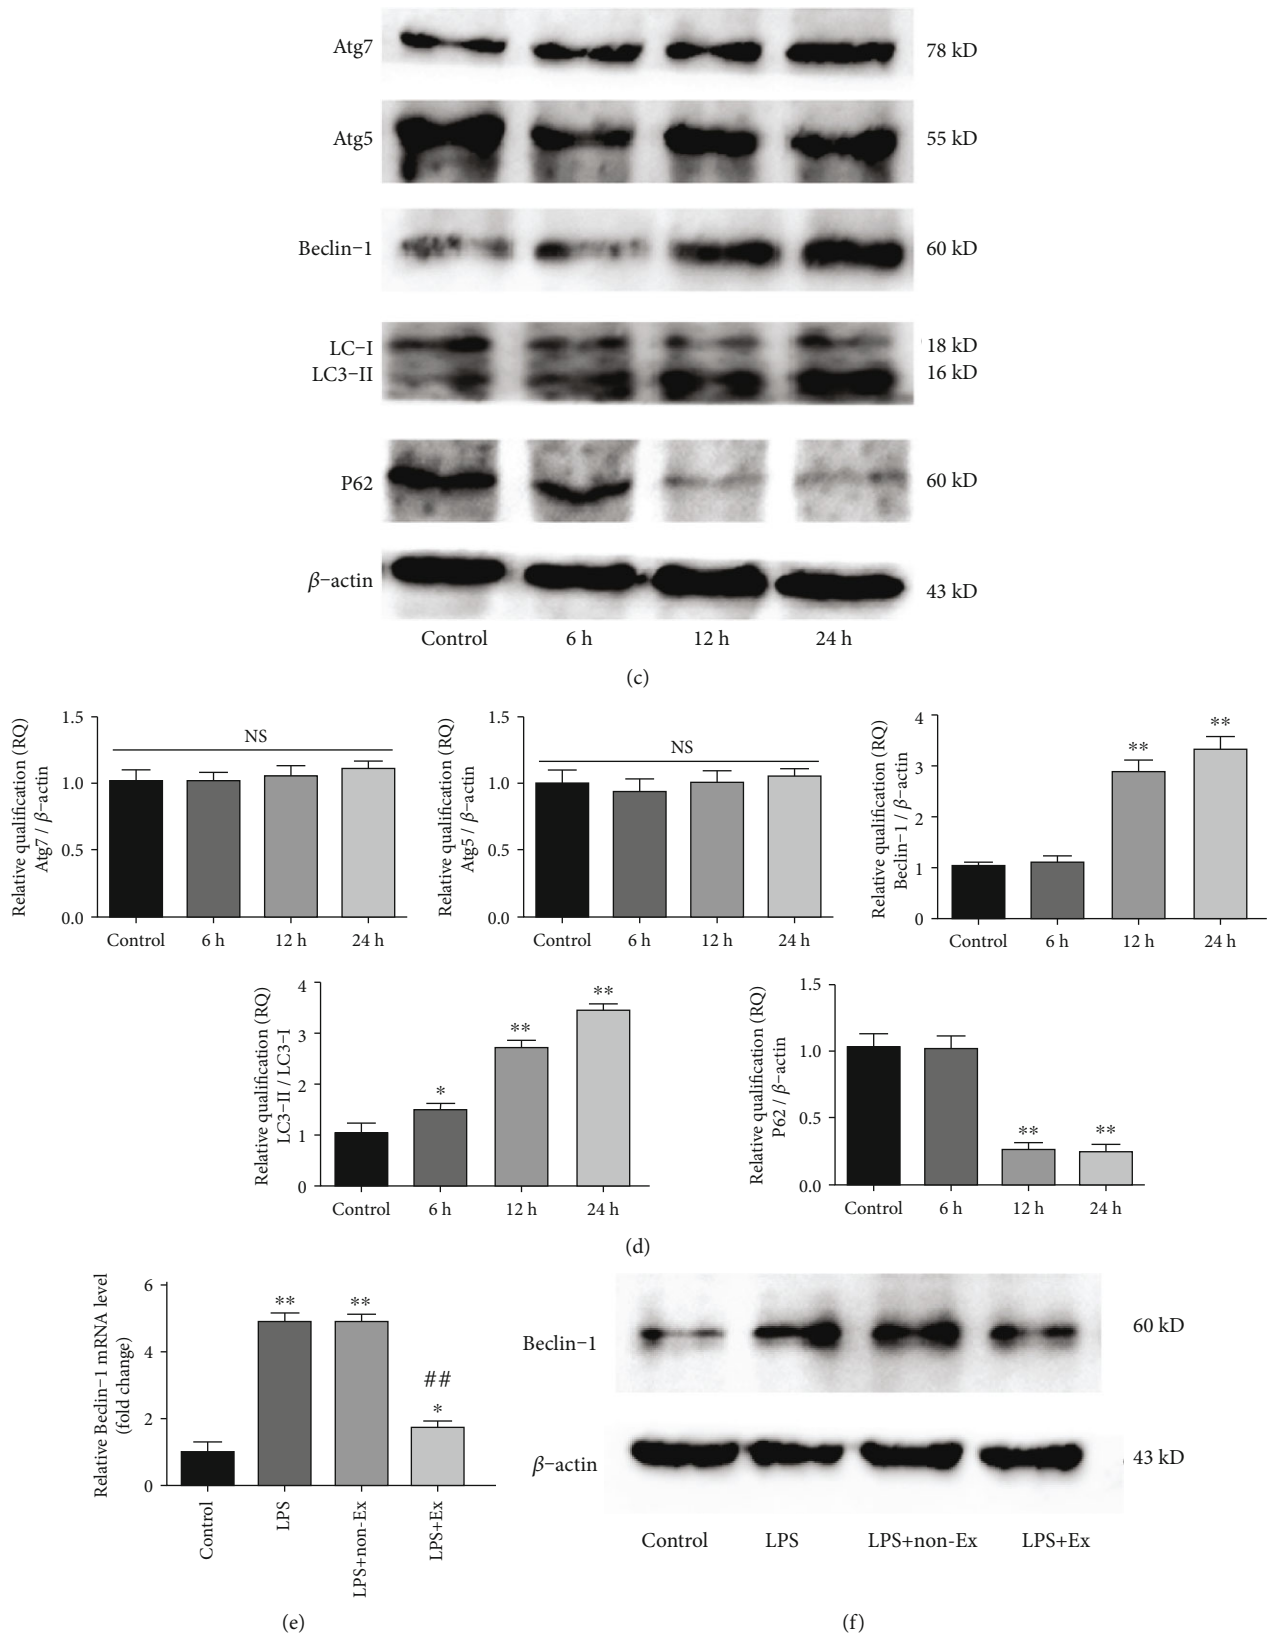 Atg7
78 kD
Atg5
55 kD
Beclin-1
60 kD
LC-I
18 kD
LC3-II
16 kD
P62
60 kD
β-actin
43 kD
Control 6 h 12 h 24 h
(c)
Relative qualification (RQ)
Atg7 / β-actin
1.5
1.0
0.5
0.0
NS
Control 6 h 12 h 24 h
Relative qualification (RQ)
Atg5 / β-actin
1.5
1.0
0.5
0.0
NS
Control 6 h 12 h 24 h
Relative qualification (RQ)
Beclin-1 / β-actin
4
3
2
1
0
**
**
Control 6 h 12 h 24 h
Relative qualification (RQ)
LC3-II / LC3-I
4
3
2
1
0
*
**
**
Control 6 h 12 h 24 h
Relative qualification (RQ)
P62 / β-actin
1.5
1.0
0.5
0.0
**
**
Control 6 h 12 h 24 h
(d)
Relative Beclin-1 mRNA level
(fold change)
6
4
2
0
**
**
##
*
Control
LPS
LPS+non-Ex
LPS+Ex
(e)
Beclin-1
60 kD
β-actin
43 kD
Control LPS LPS+non-Ex LPS+Ex
(f)